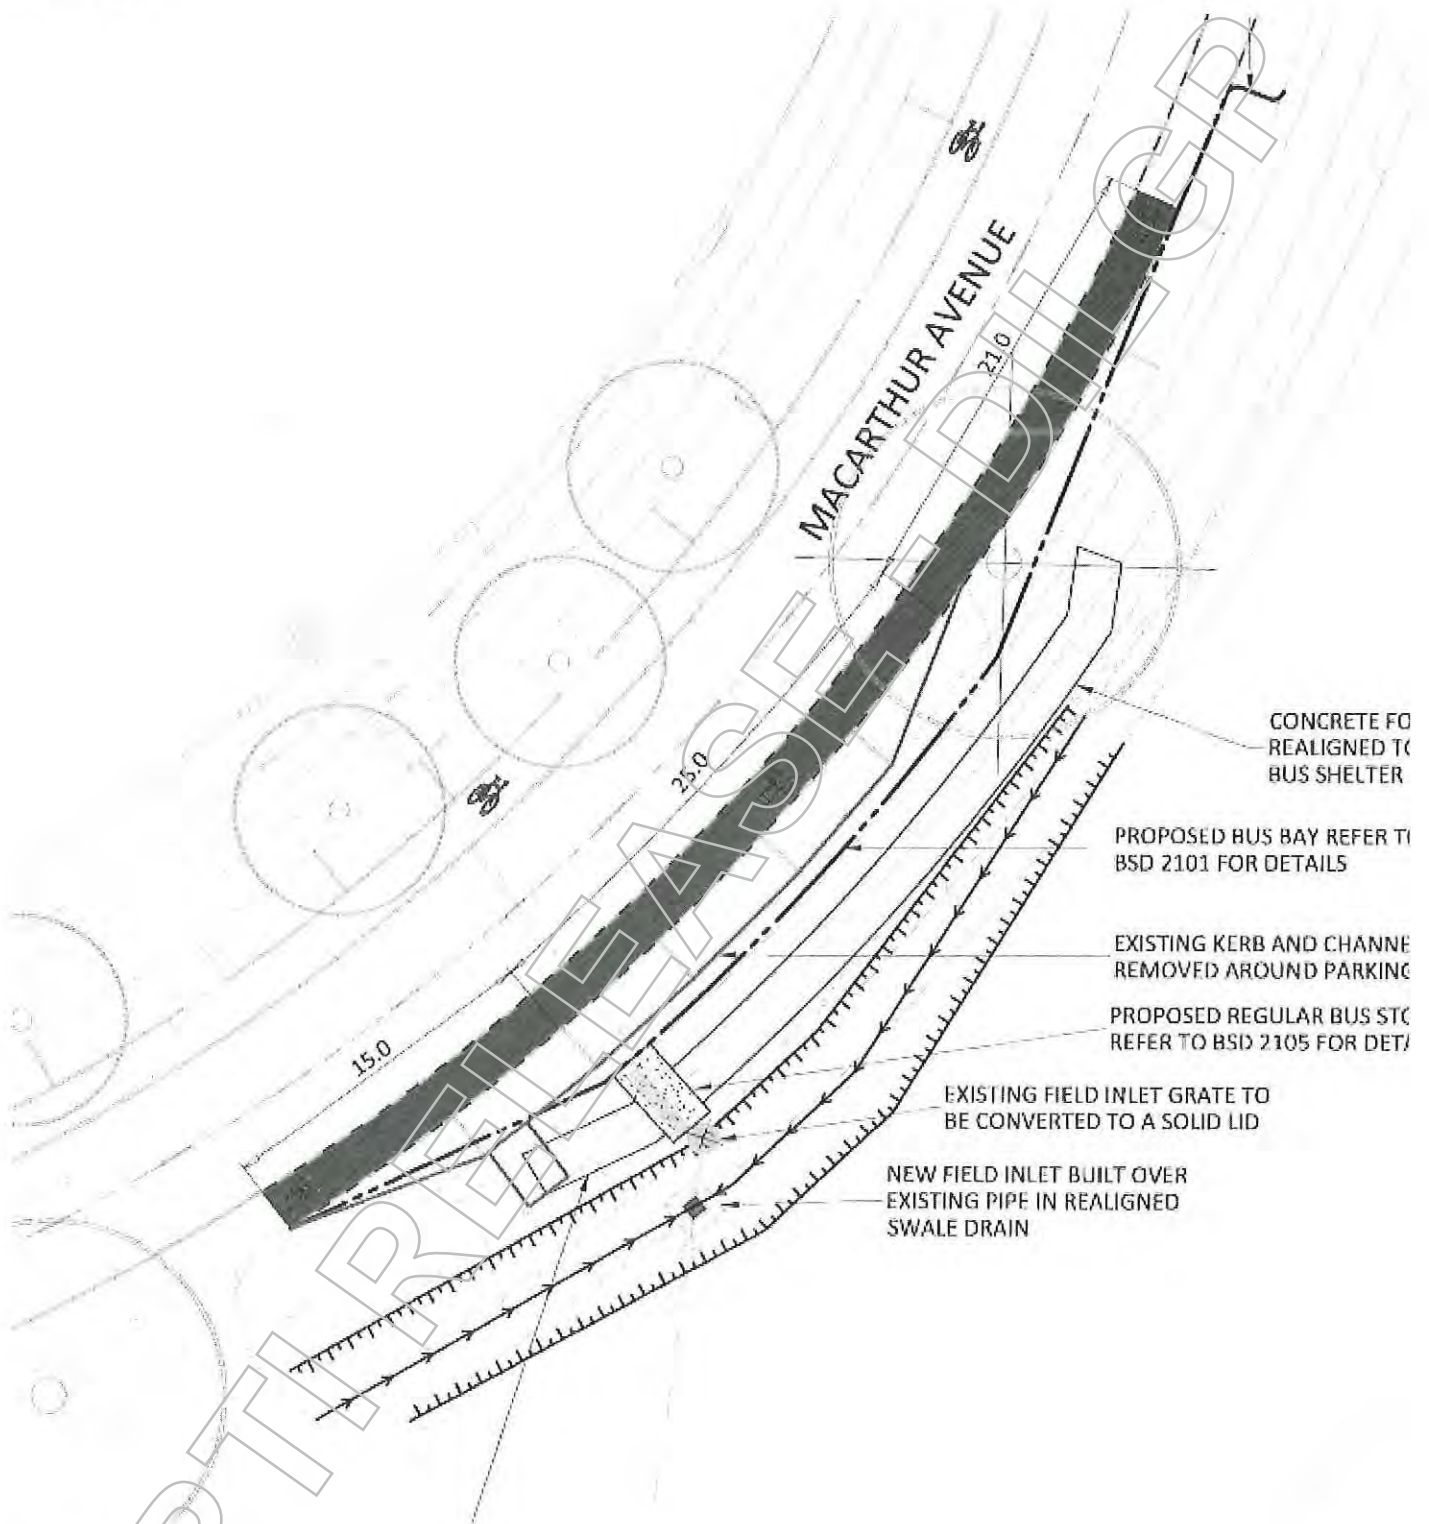 MACARTHUR AVENUE
21.0
25.0
15.0
CONCRETE FO
REALIGNED TO
BUS SHELTER
PROPOSED BUS BAY REFER T
BSD 2101 FOR DETAILS
EXISTING KERB AND CHANNE
REMOVED AROUND PARKING
PROPOSED REGULAR BUS STO
REFER TO BSD 2105 FOR DETA
EXISTING FIELD INLET GRATE TO
BE CONVERTED TO A SOLID LID
NEW FIELD INLET BUILT OVER
EXISTING PIPE IN REALIGNED
SWALE DRAIN
RTI RELEASE - DILGP